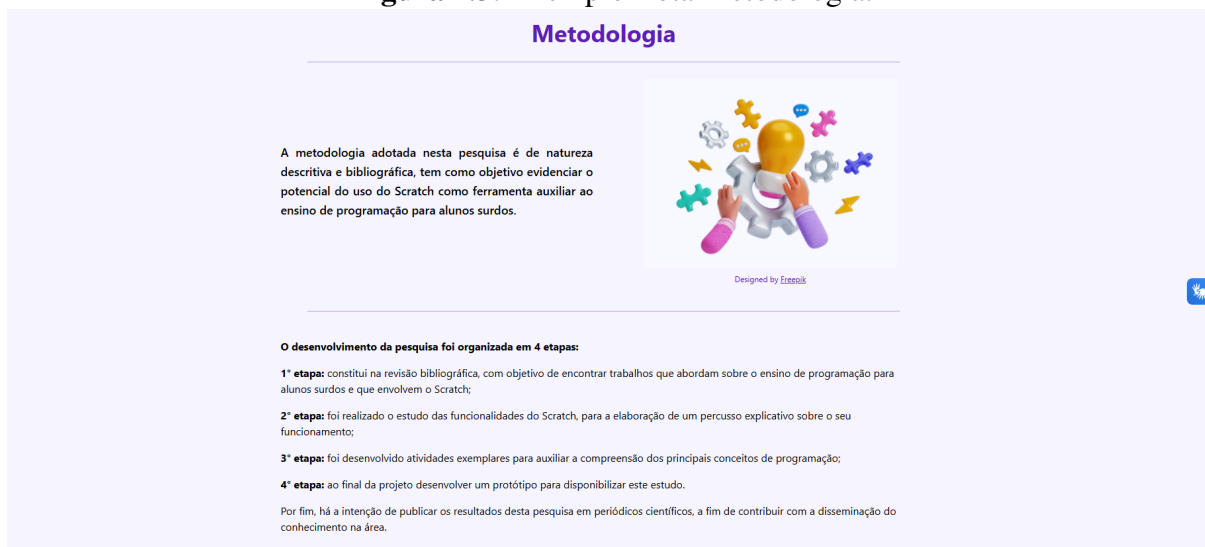 Metodologia
A metodologia adotada nesta pesquisa é de natureza
descritiva e bibliográfica, tem como objetivo evidenciar o
potencial do uso do Scratch como ferramenta auxiliar ao
ensino de programação para alunos surdos.
Designed by Freepik
O desenvolvimento da pesquisa foi organizada em 4 etapas:
1° etapa: constitui na revisão bibliográfica, com objetivo de encontrar trabalhos que abordam sobre o ensino de programação para
alunos surdos e que envolvem o Scratch;
2° etapa: foi realizado o estudo das funcionalidades do Scratch, para a elaboração de um percusso explicativo sobre o seu
funcionamento;
3° etapa: foi desenvolvido atividades exemplares para auxiliar a compreensão dos principais conceitos de programação;
4° etapa: ao final da projeto desenvolver um protótipo para disponibilizar este estudo.
Por fim, há a intenção de publicar os resultados desta pesquisa em periódicos científicos, a fim de contribuir com a disseminação do
conhecimento na área.